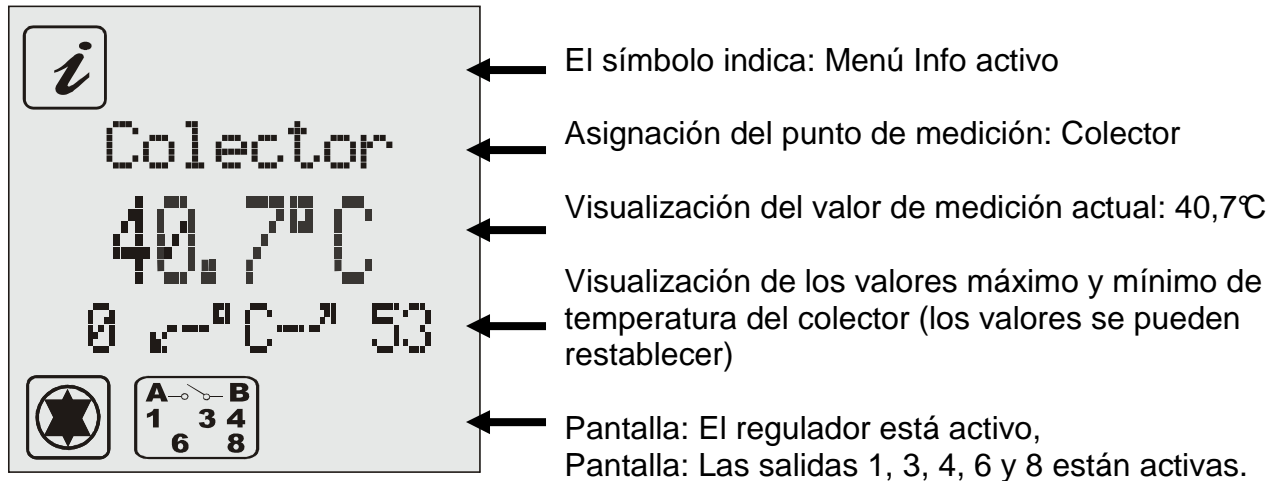 i
El símbolo indica: Menú Info activo
Colector
Asignación del punto de medición: Colector
40.7°C
Visualización del valor de medición actual: 40,7°C
0 ↙--°C--↗ 53
Visualización de los valores máximo y mínimo de
temperatura del colector (los valores se pueden
restablecer)
A B
1 3 4
6 8
Pantalla: El regulador está activo,
Pantalla: Las salidas 1, 3, 4, 6 y 8 están activas.